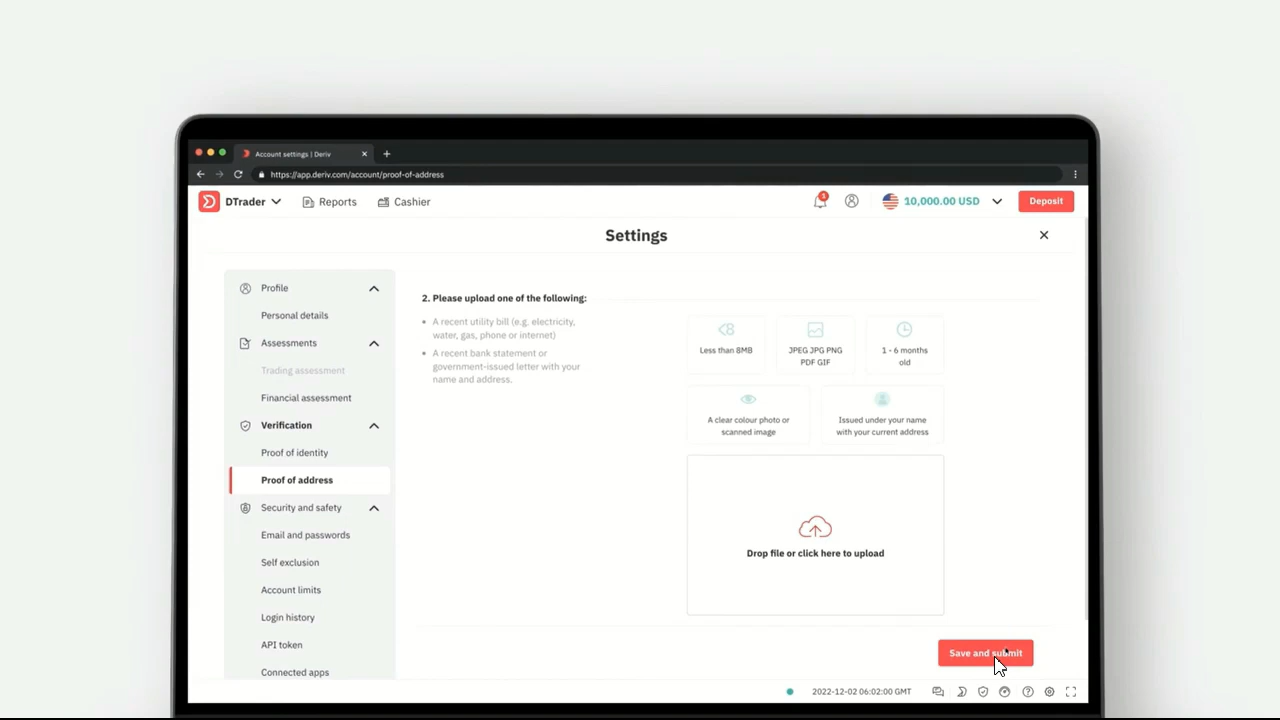 Account settings | Deriv
https://app.deriv.com/account/proof-of-address
DTrader
Reports
Cashier
1
10,000.00 USD
Deposit
Settings
Profile
Personal details
Assessments
Trading assessment
Financial assessment
Verification
Proof of identity
Proof of address
Security and safety
Email and passwords
Self exclusion
Account limits
Login history
API token
Connected apps
2. Please upload one of the following:
• A recent utility bill (e.g. electricity,
water, gas, phone or internet)
• A recent bank statement or
government-issued letter with your
name and address.
<8
Less than 8MB
JPEG JPG PNG
PDF GIF
1 - 6 months
old
A clear colour photo or
scanned image
Issued under your name
with your current address
Drop file or click here to upload
Save and submit
2022-12-02 06:02:00 GMT